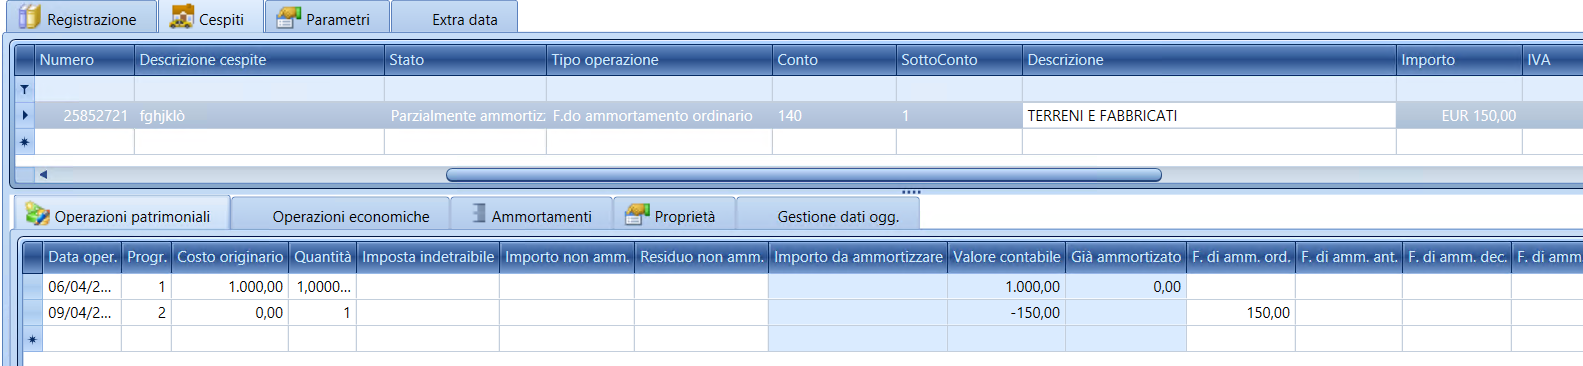 Registrazione Cespiti Parametri Extra data
Numero Descrizione cespite Stato Tipo operazione Conto SottoConto Descrizione Importo IVA
25852721 fghjklò Parzialmente ammortiz F.do ammortamento ordinario 140 1 TERRENI E FABBRICATI EUR 150,00
Operazioni patrimoniali Operazioni economiche Ammortamenti Proprietà Gestione dati ogg.
Data oper. Progr. Costo originario Quantità Imposta indetraibile Importo non amm. Residuo non amm. Importo da ammortizzare Valore contabile Già ammortizato F. di amm. ord. F. di amm. ant. F. di amm. dec. F. di amm
06/04/2... 1 1.000,00 1,0000... 1.000,00 0,00
09/04/2... 2 0,00 1 -150,00 150,00